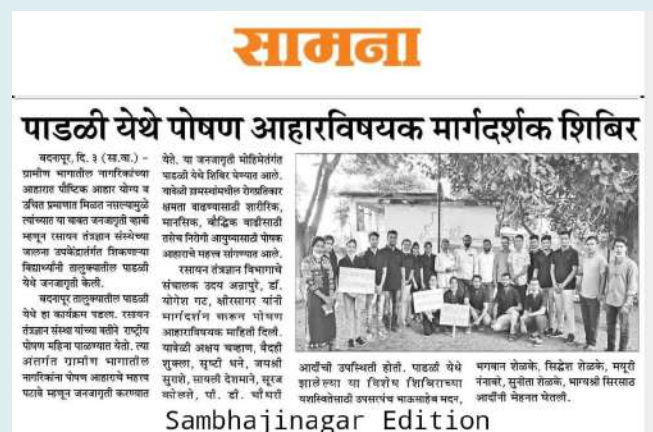 सामना
पाडळी येथे पोषण आहारविषयक मार्गदर्शक शिबिर
बदनापूर, दि. ३ (सा.वा.) –
ग्रामीण भागातील नागरिकांच्या
आहारात पौष्टिक आहार योग्य व
उचित प्रमाणात मिळत नसल्यामुळे
त्यांच्यात या बाबत जनजागृती व्हावी
म्हणून रसायन तंत्रज्ञान संस्थेच्या
जालना उपकेंद्रातंर्गत शिकणाऱ्या
विद्यार्थ्यांनी तालुक्यातील पाडळी
येथे जनजागृती केली.
बदनापूर तालुक्यातील पाडळी
येथे हा कार्यक्रम पडला. रसायन
तंत्रज्ञान संस्था यांच्या वतीने राष्ट्रीय
पोषण महिना पाळण्यात येतो. त्या
अंतर्गत ग्रामीण भागातील
नागरिकांना पोषण आहाराचे महत्त्व
पटावे म्हणून जनजागृती करण्यात
येते. या जनजागृती मोहिमेतंर्गत
पाडळी येथे शिबिर घेण्यात आले.
यावेळी ग्रामस्थांमधील रोगप्रतिकार
क्षमता वाढण्यासाठी शारीरिक,
मानसिक, बौद्धिक वाढीसाठी
तसेच निरोगी आयुष्यासाठी पोषक
आहाराचे महत्त्व सांगण्यात आले.
रसायन तंत्रज्ञान विभागाचे
संचालक उदय अन्नापुरे, डॉ.
योगेश गट, क्षीरसागर यांनी
मार्गदर्शन करून पोषण
आहाराविषयक माहिती दिली.
यावेळी अक्षय चव्हाण, वैदही
शुक्ला, सृष्टी धने, जयश्री
सुराशे, सायली देशमाने, सूरज
कोलते, पी. डी. चौधरी
आदींची उपस्थिती होती. पाडळी येथे
झालेल्या या विशेष शिबिराच्या
यशस्वितेसाठी उपसरपंच भाऊसाहेब मदन,
भगवान शेळके, सिद्धेश शेळके, मयूरी
नंनावरे, सुनीता शेळके, भाग्यश्री सिरसाठ
आदींनी मेहनत घेतली.
Sambhajinagar Edition